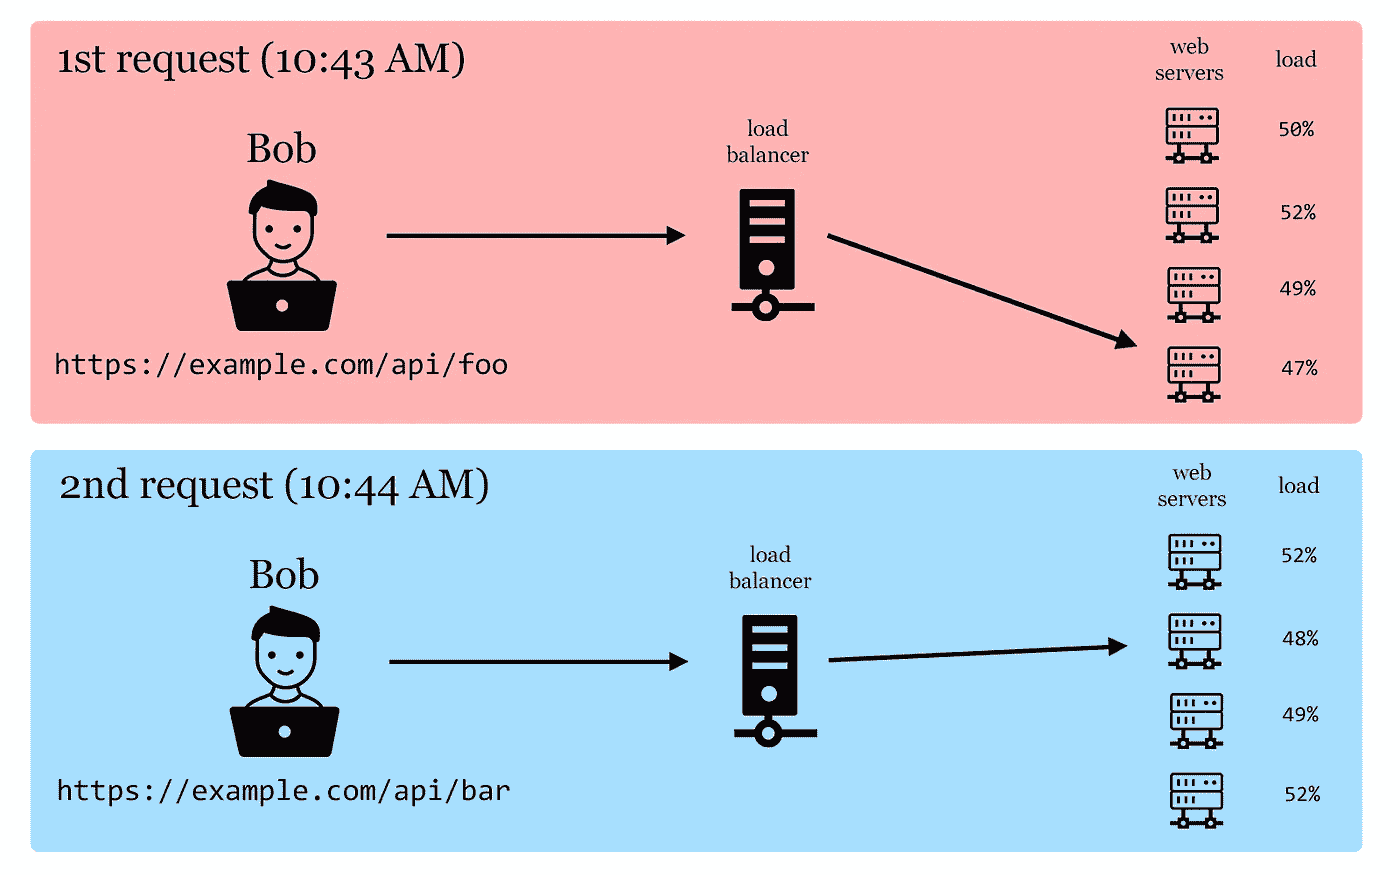 1st request (10:43 AM)
web
servers
load
Bob
load
balancer
50%
52%
49%
47%
https://example.com/api/foo
2nd request (10:44 AM)
web
servers
load
Bob
load
balancer
52%
48%
49%
52%
https://example.com/api/bar